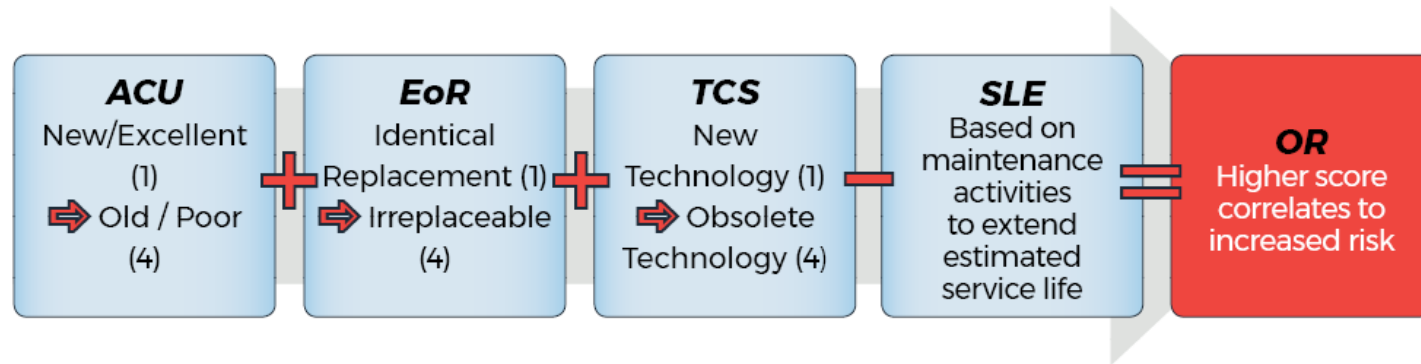 ACU
New/Excellent
(1)
Old / Poor
(4)
+
EoR
Identical
Replacement (1)
Irreplaceable
(4)
+
TCS
New
Technology (1)
Obsolete
Technology (4)
−
SLE
Based on
maintenance
activities
to extend
estimated
service life
=
OR
Higher score
correlates to
increased risk